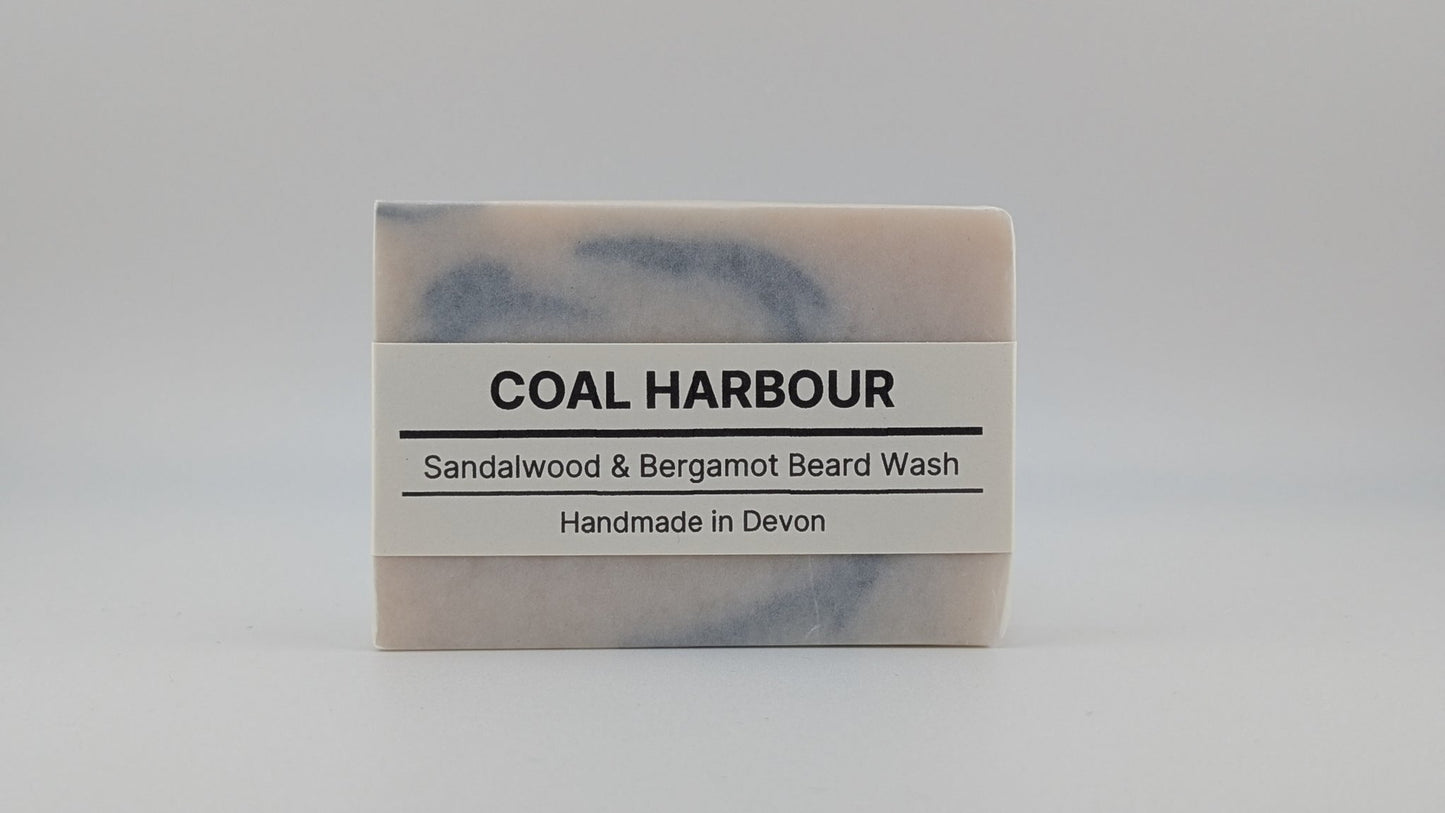 COAL HARBOUR
Sandalwood & Bergamot Beard Wash
Handmade in Devon